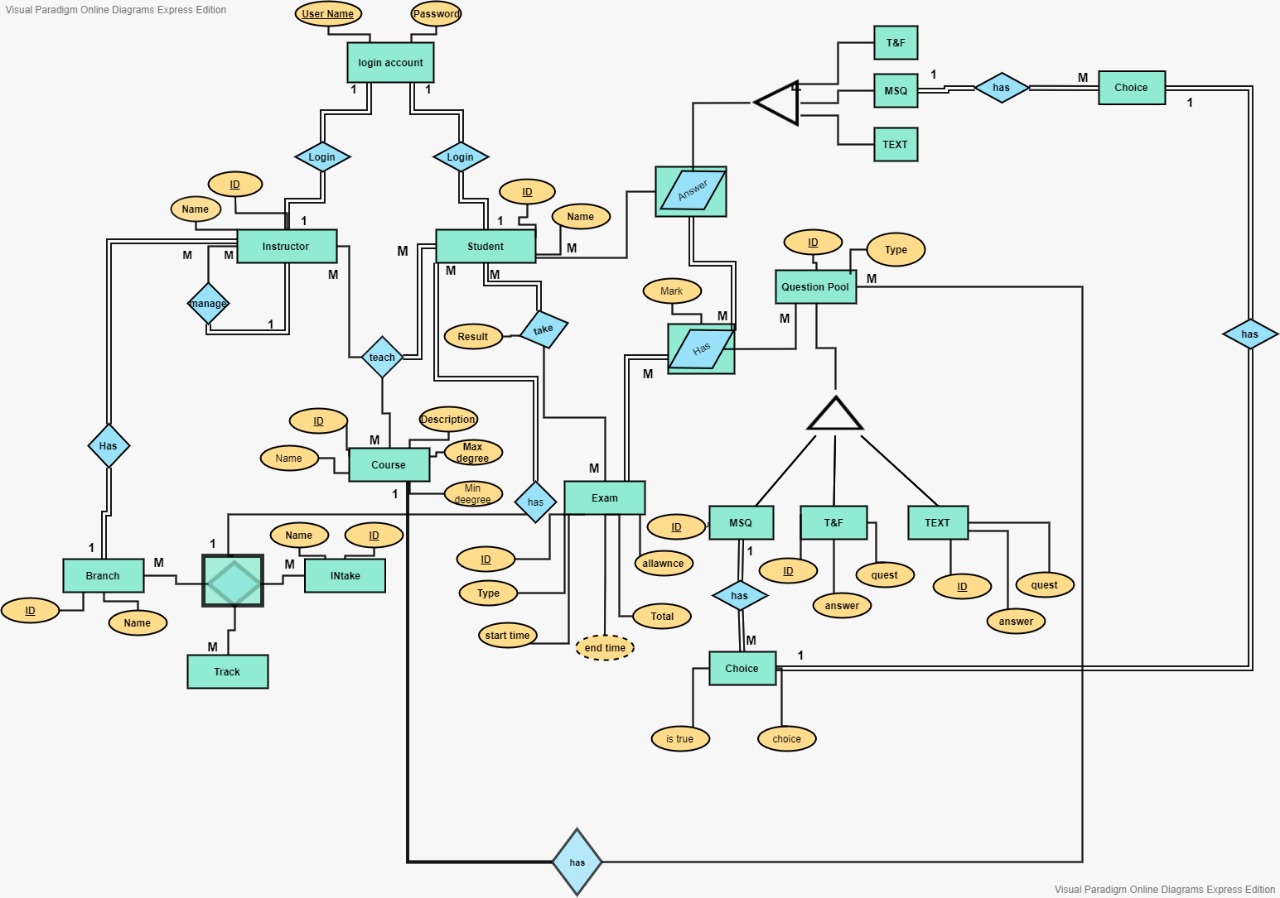 Visual Paradigm Online Diagrams Express Edition
User Name
Password
login account
1
1
T&F
MSQ
1
has
M
Choice
1
TEXT
Login
Login
Answer
ID
Name
1
Instructor
M
M
M
ID
Name
1
Student
M
M
M
M
manage
1
ID
Type
Question Pool
M
M
Mark
M
Has
M
Result
take
has
teach
ID
Name
Description
Max
degree
Min
deegree
M
Course
1
Has
has
M
Exam
ID
MSQ
T&F
TEXT
1
1
Branch
M
M
Name
ID
INtake
1
ID
Name
M
Track
ID
Type
start time
end time
Total
allawnce
has
M
ID
answer
quest
ID
answer
quest
Choice
1
is true
choice
has
Visual Paradigm Online Diagrams Express Edition